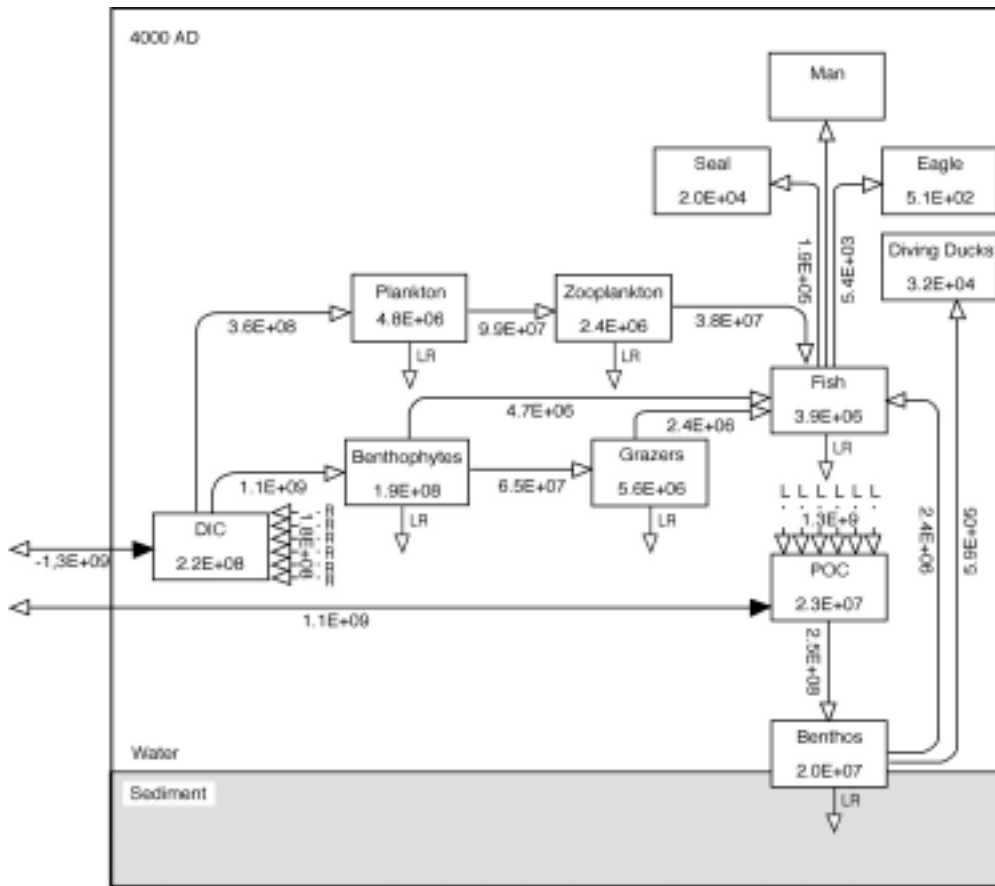 4000 AD
Man
Seal
2.0E+04
Eagle
5.1E+02
Diving Ducks
3.2E+04
5.4E+03
Plankton
4.8E+06
Zooplankton
2.4E+06
3.6E+08
9.9E+07
3.8E+07
LR
LR
Fish
3.9E+06
4.7E+06
2.4E+06
LR
Benthophytes
1.9E+08
Grazers
5.6E+06
1.1E+09
6.5E+07
LR
LR
L L L L L L
1.3E+9
DIC
2.2E+08
R
R
R
R
R
-1,3E+09
POC
2.3E+07
1.1E+09
2.5E+08
2.4E+06
Benthos
2.0E+07
LR
Water
Sediment